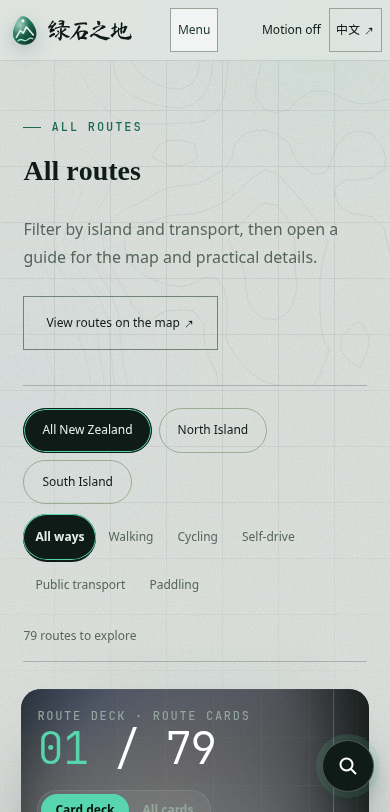 绿石之地
Menu
Motion off
中文 ↗
ALL ROUTES
All routes
Filter by island and transport, then open a
guide for the map and practical details.
View routes on the map ↗
All New Zealand
North Island
South Island
All ways
Walking
Cycling
Self-drive
Public transport
Paddling
79 routes to explore
ROUTE DECK · ROUTE CARDS
01 / 79
Card deck
All cards